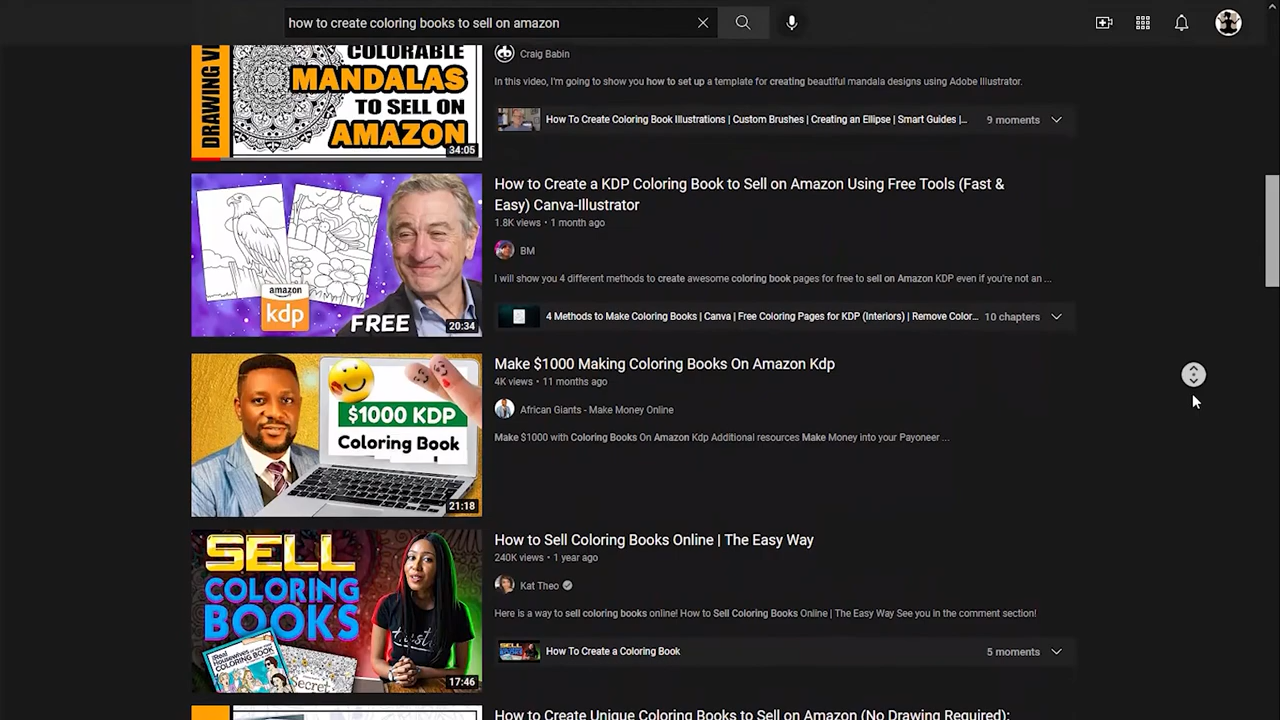 how to create coloring books to sell on amazon
DRAWING
COLORABLE
MANDALAS
TO SELL ON
AMAZON
34:05
Craig Babin
In this video, I'm going to show you how to set up a template for creating beautiful mandala designs using Adobe Illustrator.
How To Create Coloring Book Illustrations | Custom Brushes | Creating an Ellipse | Smart Guides |...
9 moments
amazon
kdp
FREE
20:34
How to Create a KDP Coloring Book to Sell on Amazon Using Free Tools (Fast &
Easy) Canva-Illustrator
1.8K views • 1 month ago
BM
I will show you 4 different methods to create awesome coloring book pages for free to sell on Amazon KDP even if you're not an ...
4 Methods to Make Coloring Books | Canva | Free Coloring Pages for KDP (Interiors) | Remove Color...
10 chapters
$1000 KDP
Coloring Book
21:18
Make $1000 Making Coloring Books On Amazon Kdp
4K views • 11 months ago
African Giants - Make Money Online
Make $1000 with Coloring Books On Amazon Kdp Additional resources Make Money into your Payoneer ...
SELL
COLORING
BOOKS
Real Housewives
COLORING BOOK
Secret
17:46
How to Sell Coloring Books Online | The Easy Way
240K views • 1 year ago
Kat Theo
Here is a way to sell coloring books online! How to Sell Coloring Books Online | The Easy Way See you in the comment section!
How To Create a Coloring Book
5 moments
How to Create Unique Coloring Books to Sell on Amazon (No Drawing Required):